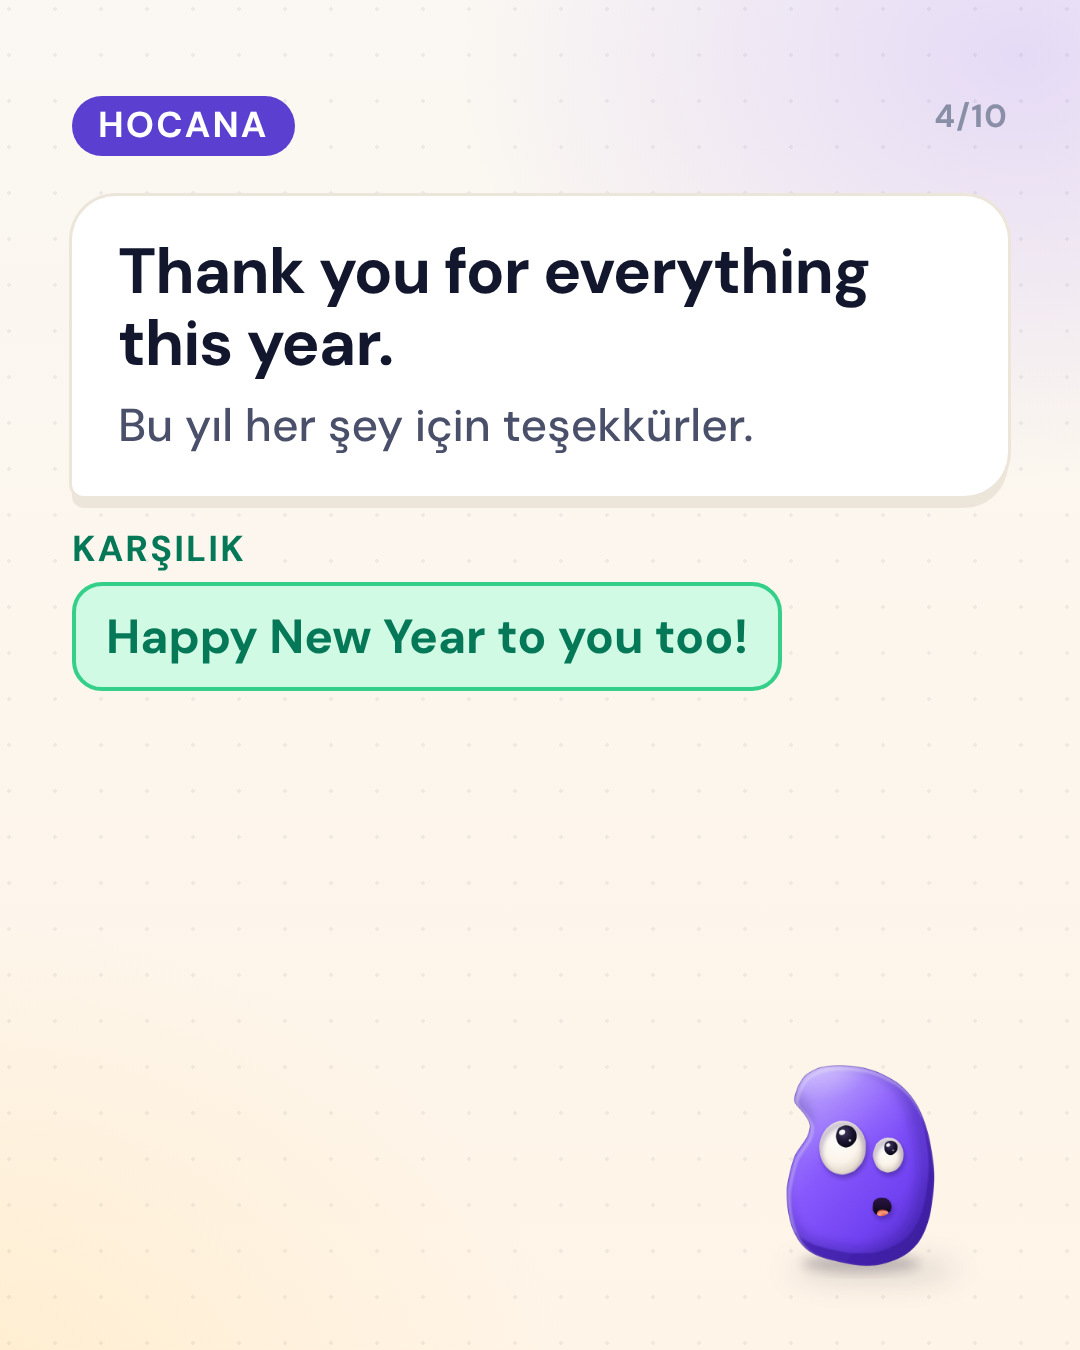 HOCANA
4/10
Thank you for everything
this year.
Bu yıl her şey için teşekkürler.
KARŞILIK
Happy New Year to you too!